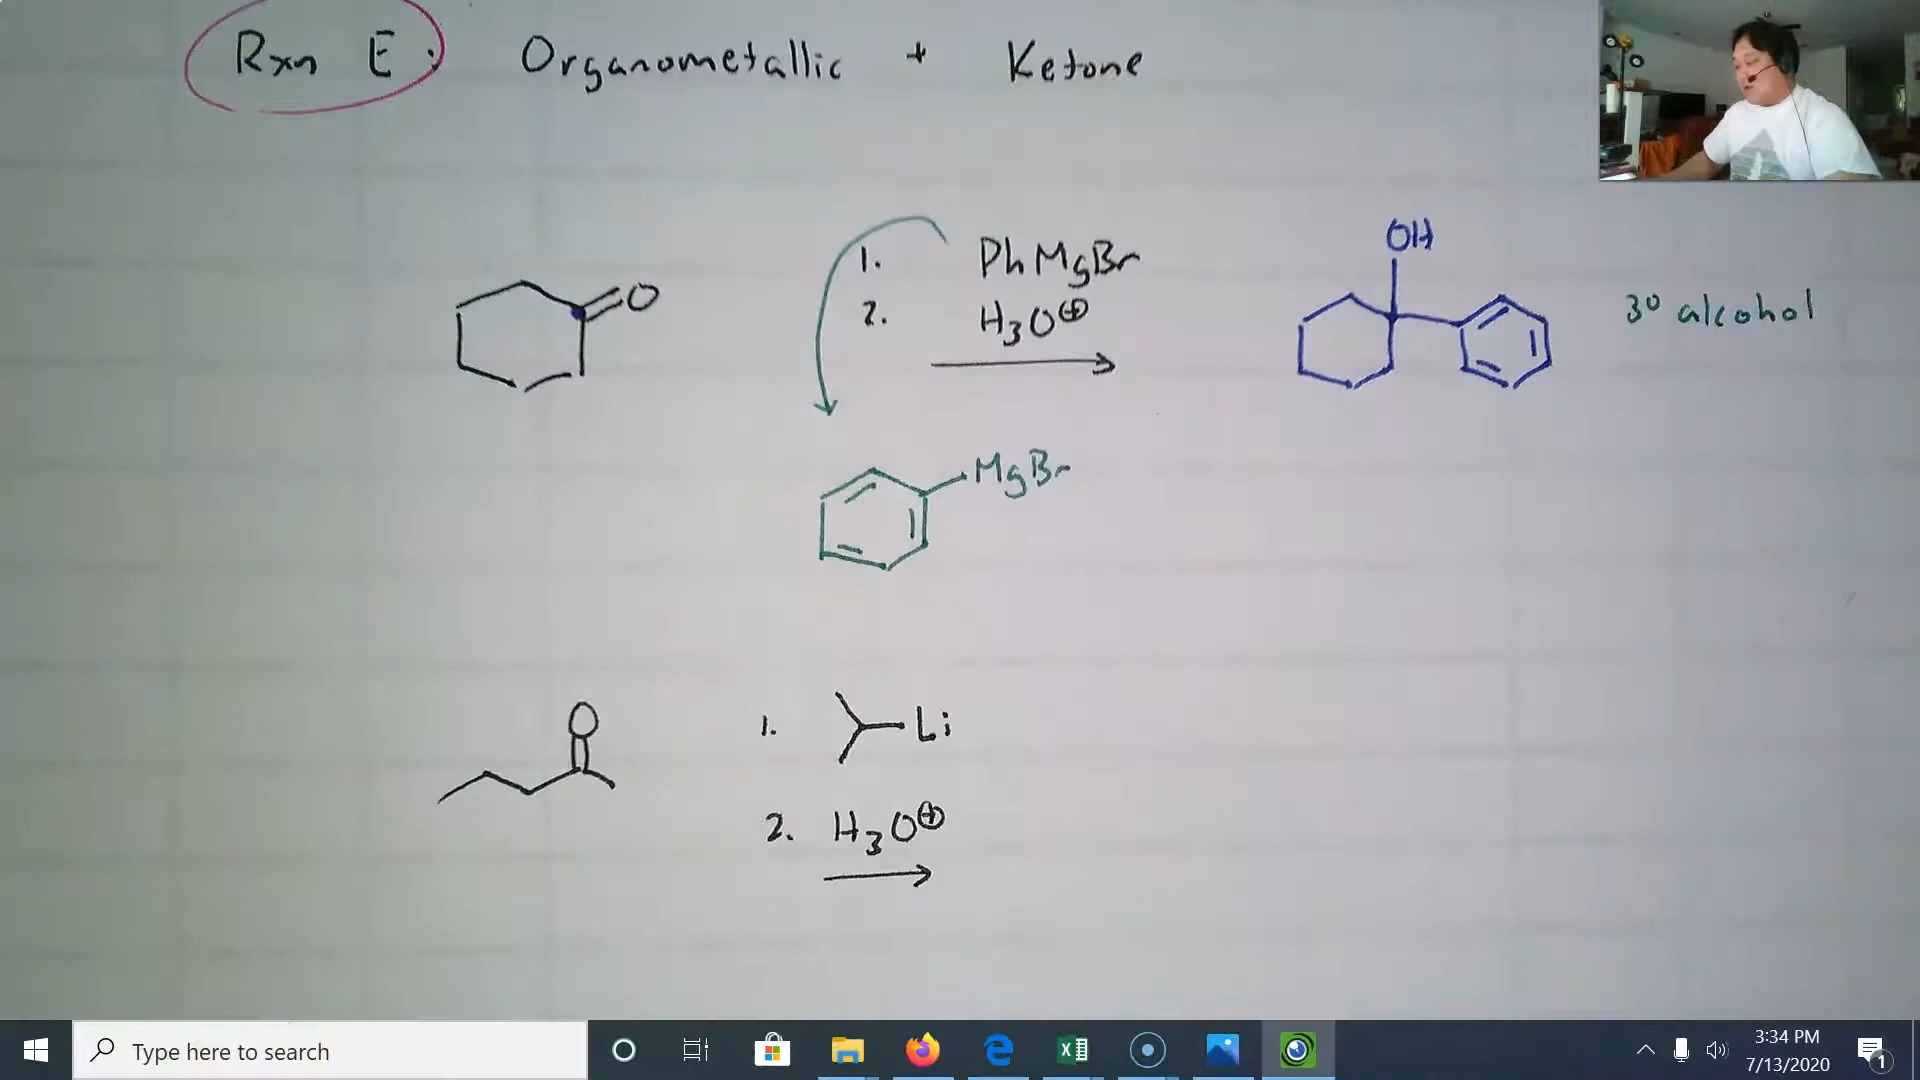 Rxn E: Organometallic + Ketone
OH
1. PhMgBr
O
2. H3O⊕
3° alcohol
MgBr
O
1. Li
2. H3O⊕
Type here to search
3:34 PM
7/13/2020
1